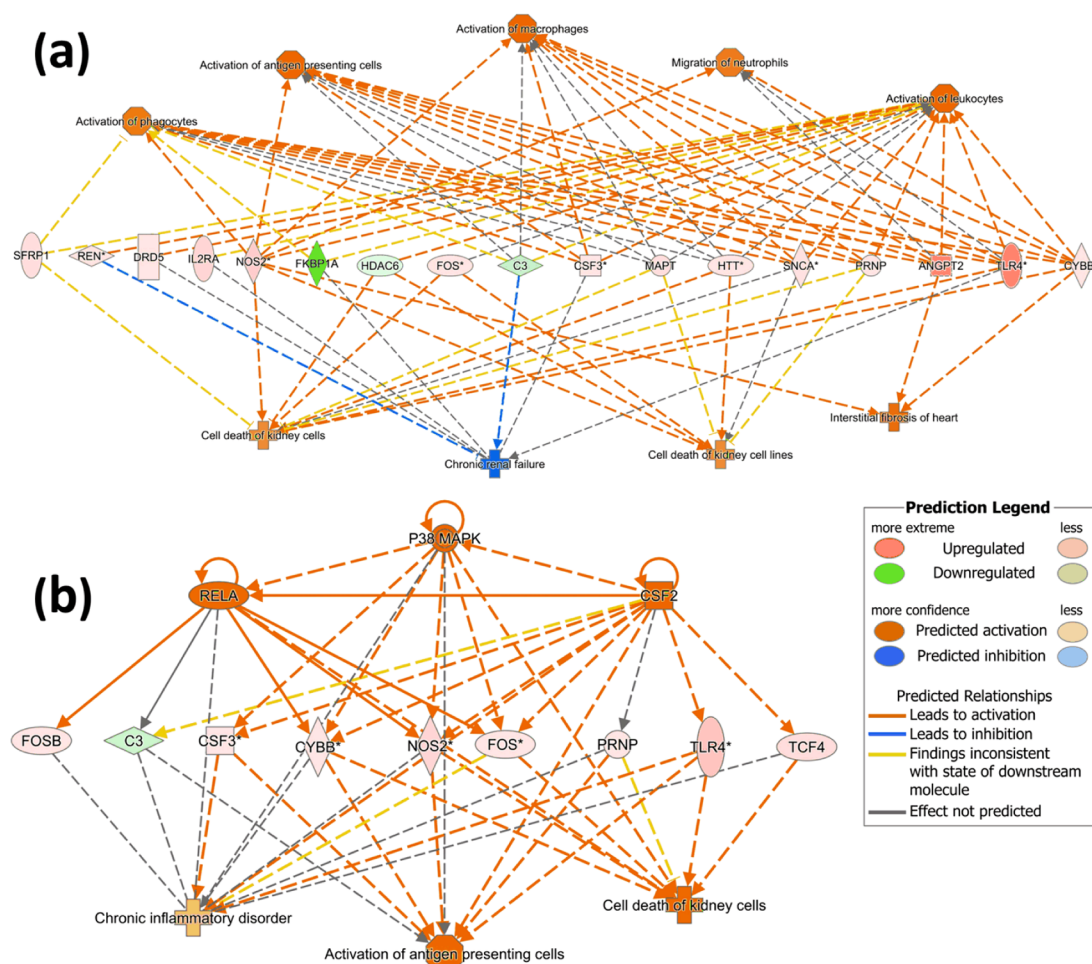 (a)
Activation of macrophages
Activation of antigen presenting cells
Migration of neutrophils
Activation of leukocytes
Activation of phagocytes
SFRP1
REN*
DRD5
IL2RA
NOS2*
FKBP1A
HDAC6
FOS*
C3
CSF3*
MAPT
HTT*
SNCA*
PRNP
ANGPT2
TLR4*
CYBB
Interstitial fibrosis of heart
Cell death of kidney cells
Chronic renal failure
Cell death of kidney cell lines
(b)
P38 MAPK
RELA
CSF2
FOSB
C3
CSF3*
CYBB*
NOS2*
FOS*
PRNP
TLR4*
TCF4
Chronic inflammatory disorder
Cell death of kidney cells
Activation of antigen presenting cells
Prediction Legend
more extreme
less
Upregulated
Downregulated
more confidence
less
Predicted activation
Predicted inhibition
Predicted Relationships
Leads to activation
Leads to inhibition
Findings inconsistent
with state of downstream
molecule
Effect not predicted